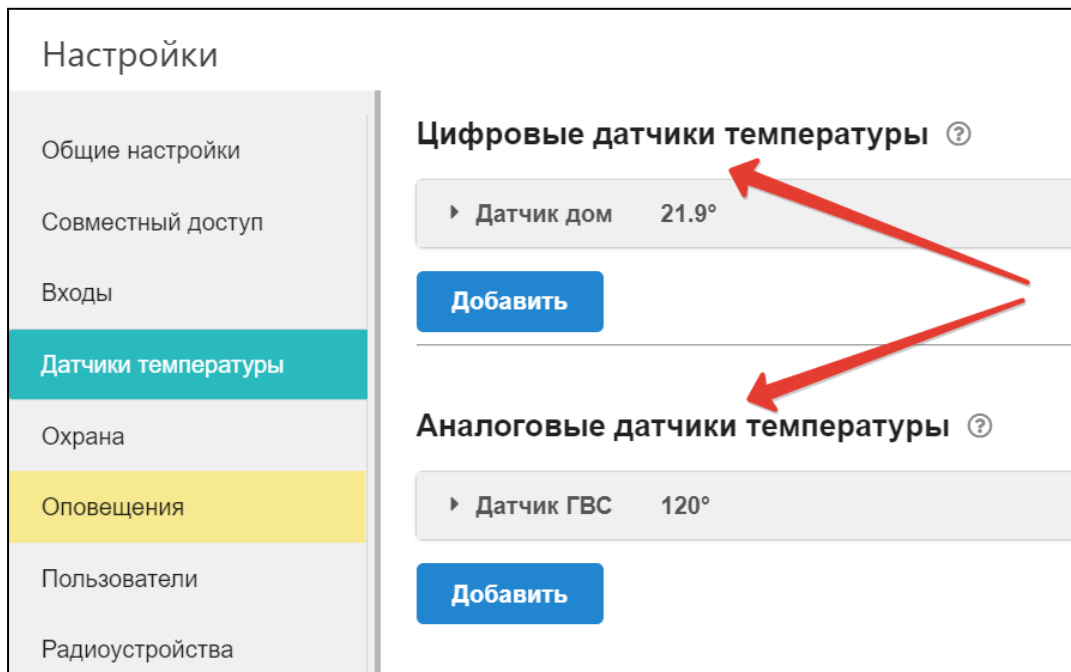 Настройки
Общие настройки
Совместный доступ
Входы
Датчики температуры
Охрана
Оповещения
Пользователи
Радиоустройства
Цифровые датчики температуры ?
Датчик дом 21.9°
Добавить
Аналоговые датчики температуры ?
Датчик ГВС 120°
Добавить